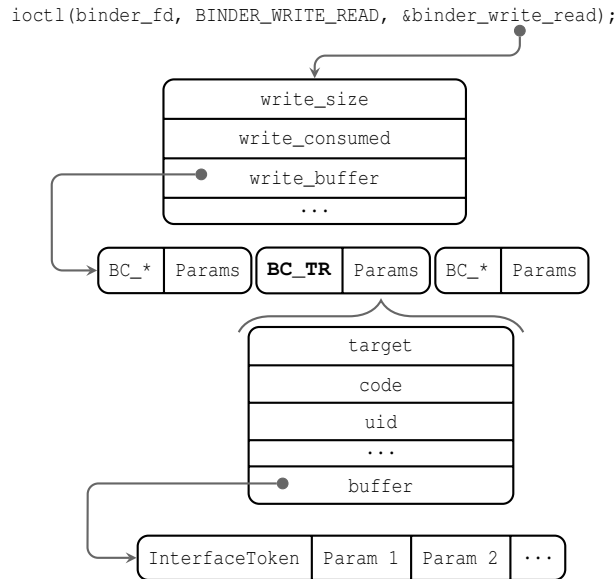 ioctl(binder_fd, BINDER_WRITE_READ, &binder_write_read);
write_size
write_consumed
write_buffer
...
BC_* Params BC_TR Params BC_* Params
target
code
uid
...
buffer
InterfaceToken Param 1 Param 2 ...